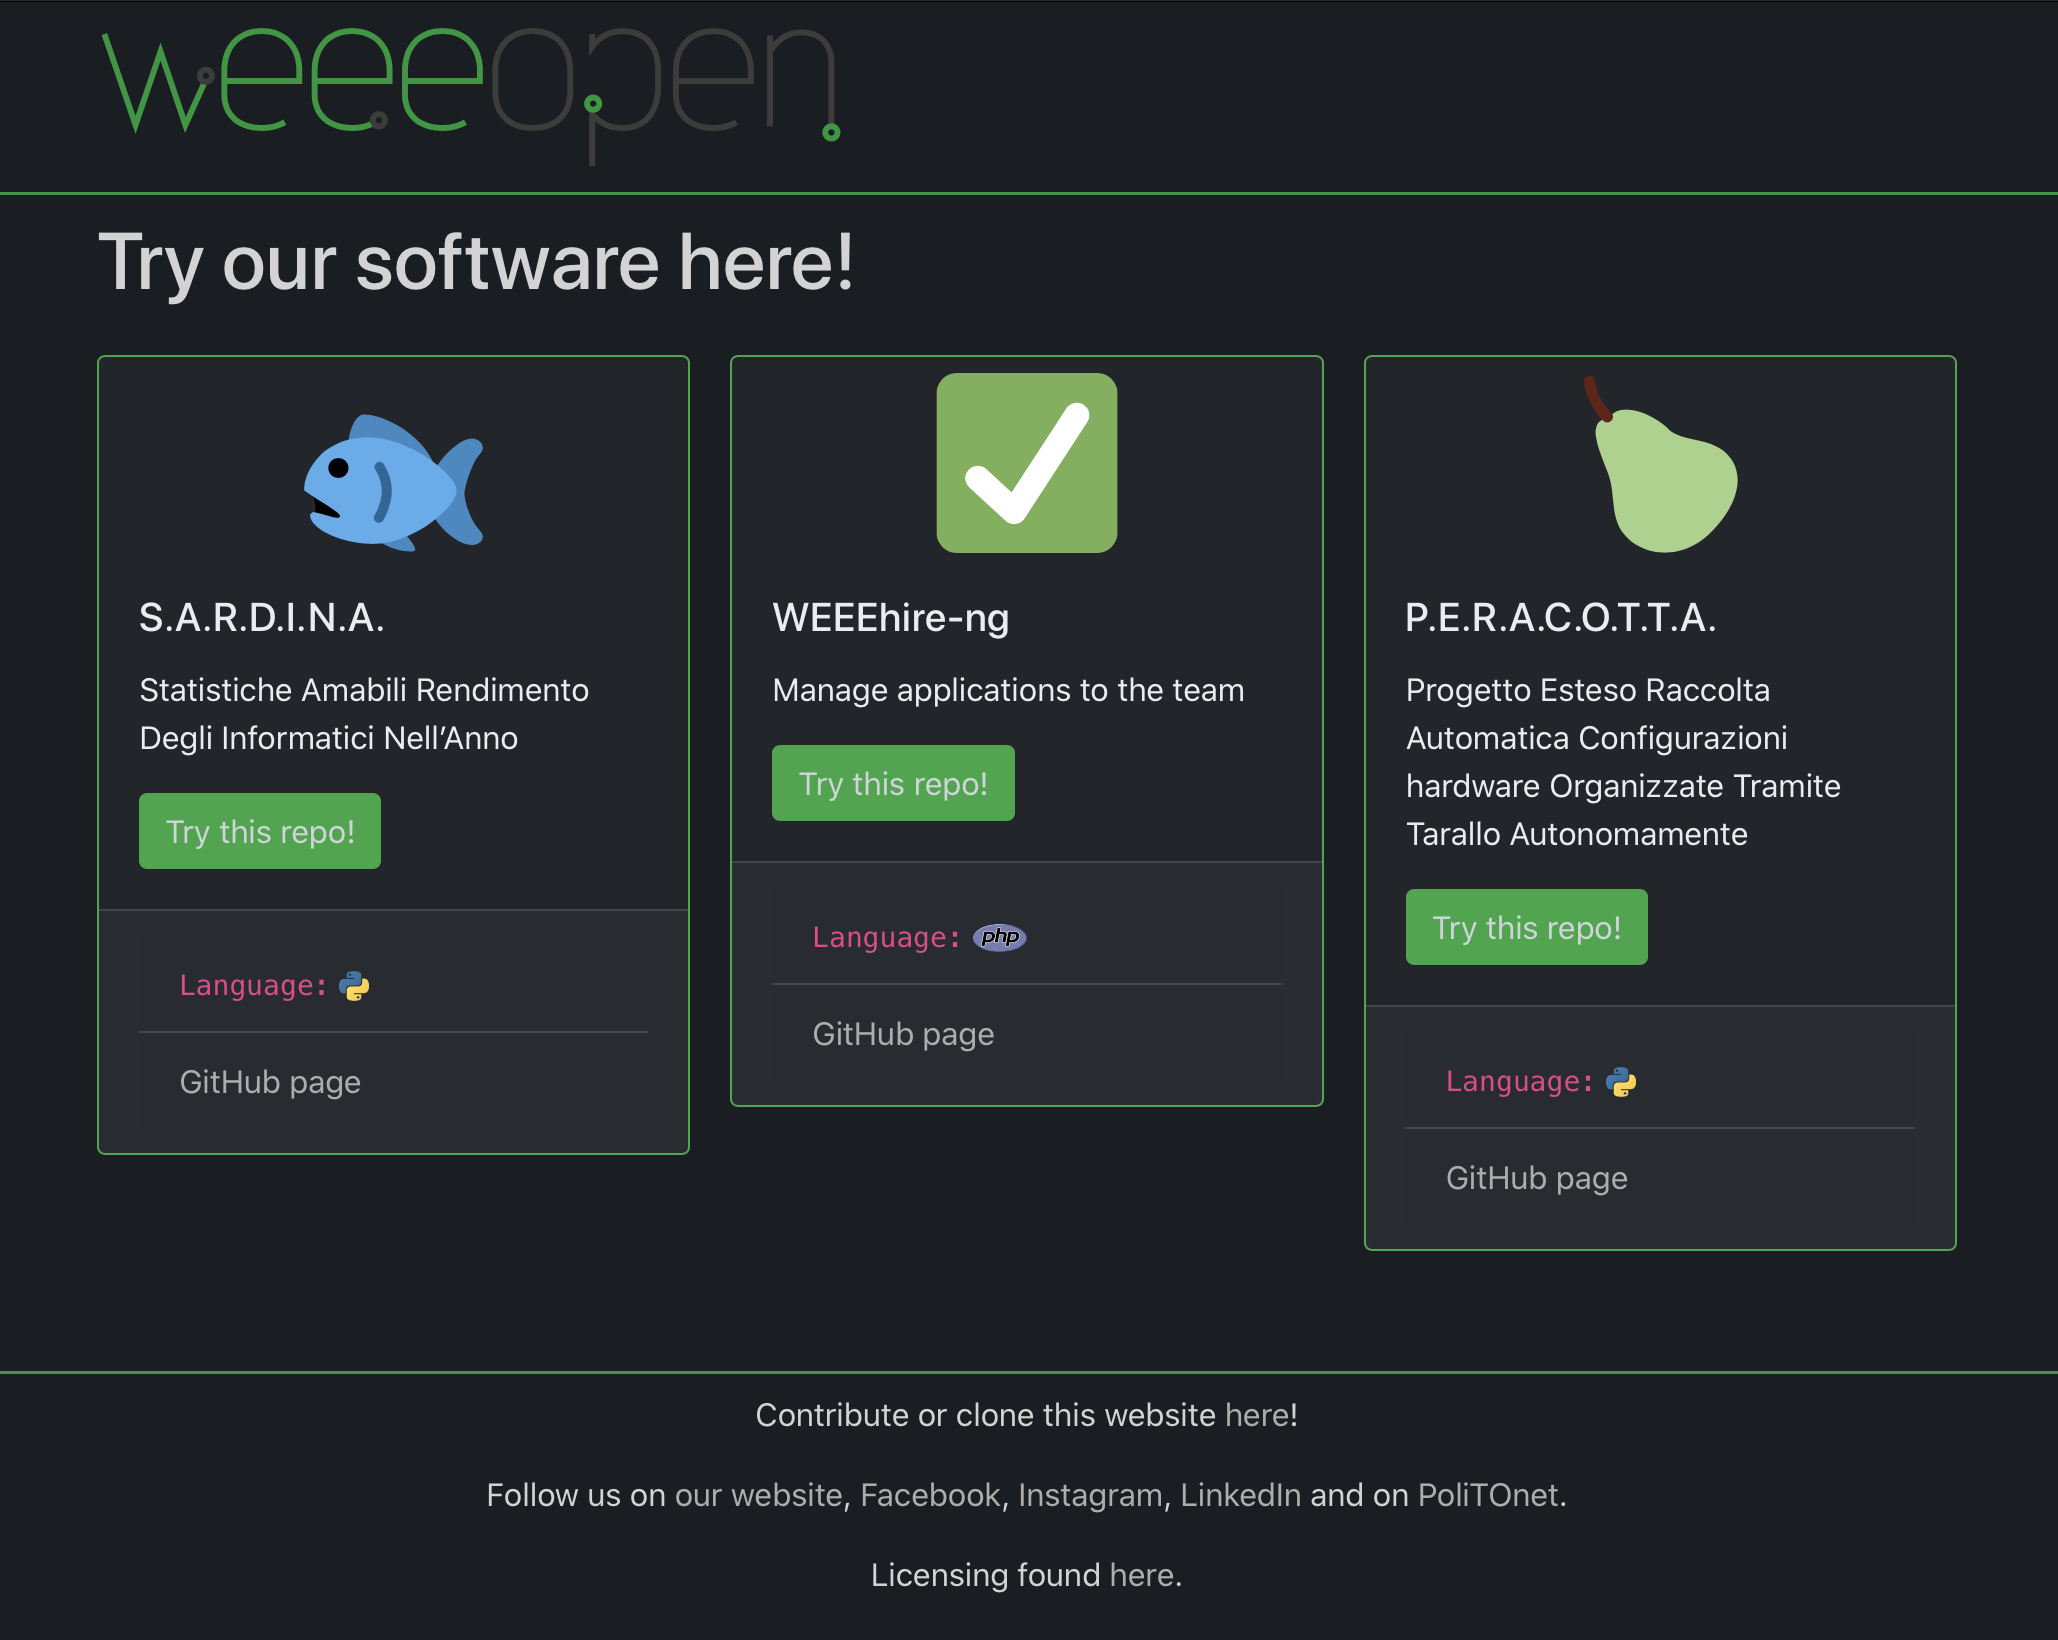 weeeopen
Try our software here!
S.A.R.D.I.N.A.
Statistiche Amabili Rendimento
Degli Informatici Nell’Anno
Try this repo!
Language:
GitHub page
WEEEhire-ng
Manage applications to the team
Try this repo!
Language: php
GitHub page
P.E.R.A.C.O.T.T.A.
Progetto Esteso Raccolta
Automatica Configurazioni
hardware Organizzate Tramite
Tarallo Autonomamente
Try this repo!
Language:
GitHub page
Contribute or clone this website here!
Follow us on our website, Facebook, Instagram, LinkedIn and on PoliTOnet.
Licensing found here.